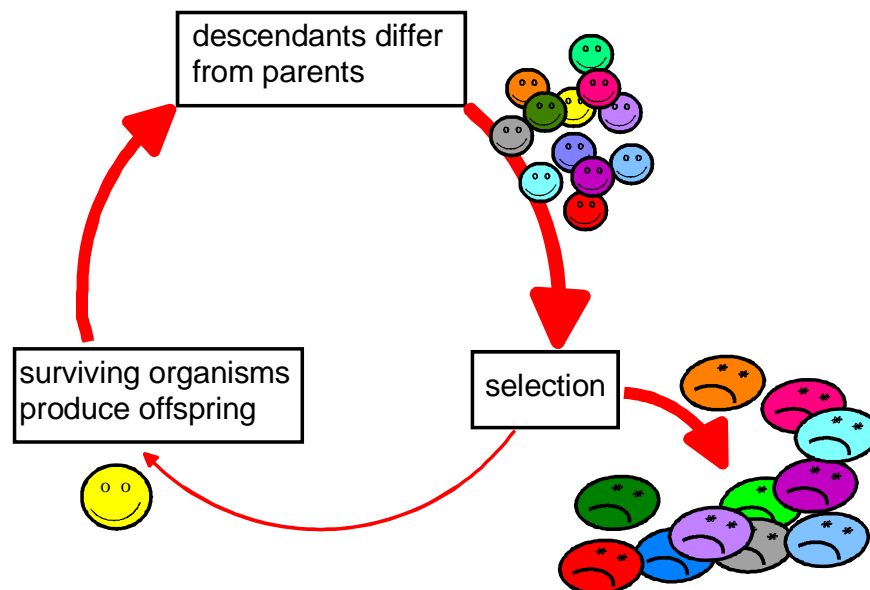 descendants differ
from parents
selection
surviving organisms
produce offspring